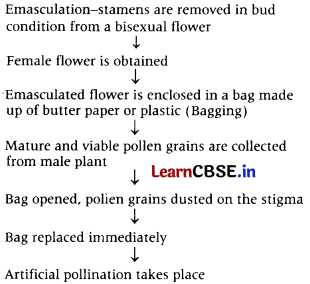 Emasculation–stamens are removed in bud
condition from a bisexual flower
↓
Female flower is obtained
↓
Emasculated flower is enclosed in a bag made
up of butter paper or plastic (Bagging)
↓
Mature and viable pollen grains are collected
from male plant
↓ LearnCBSE.in
Bag opened, pollen grains dusted on the stigma
↓
Bag replaced immediately
↓
Artificial pollination takes place